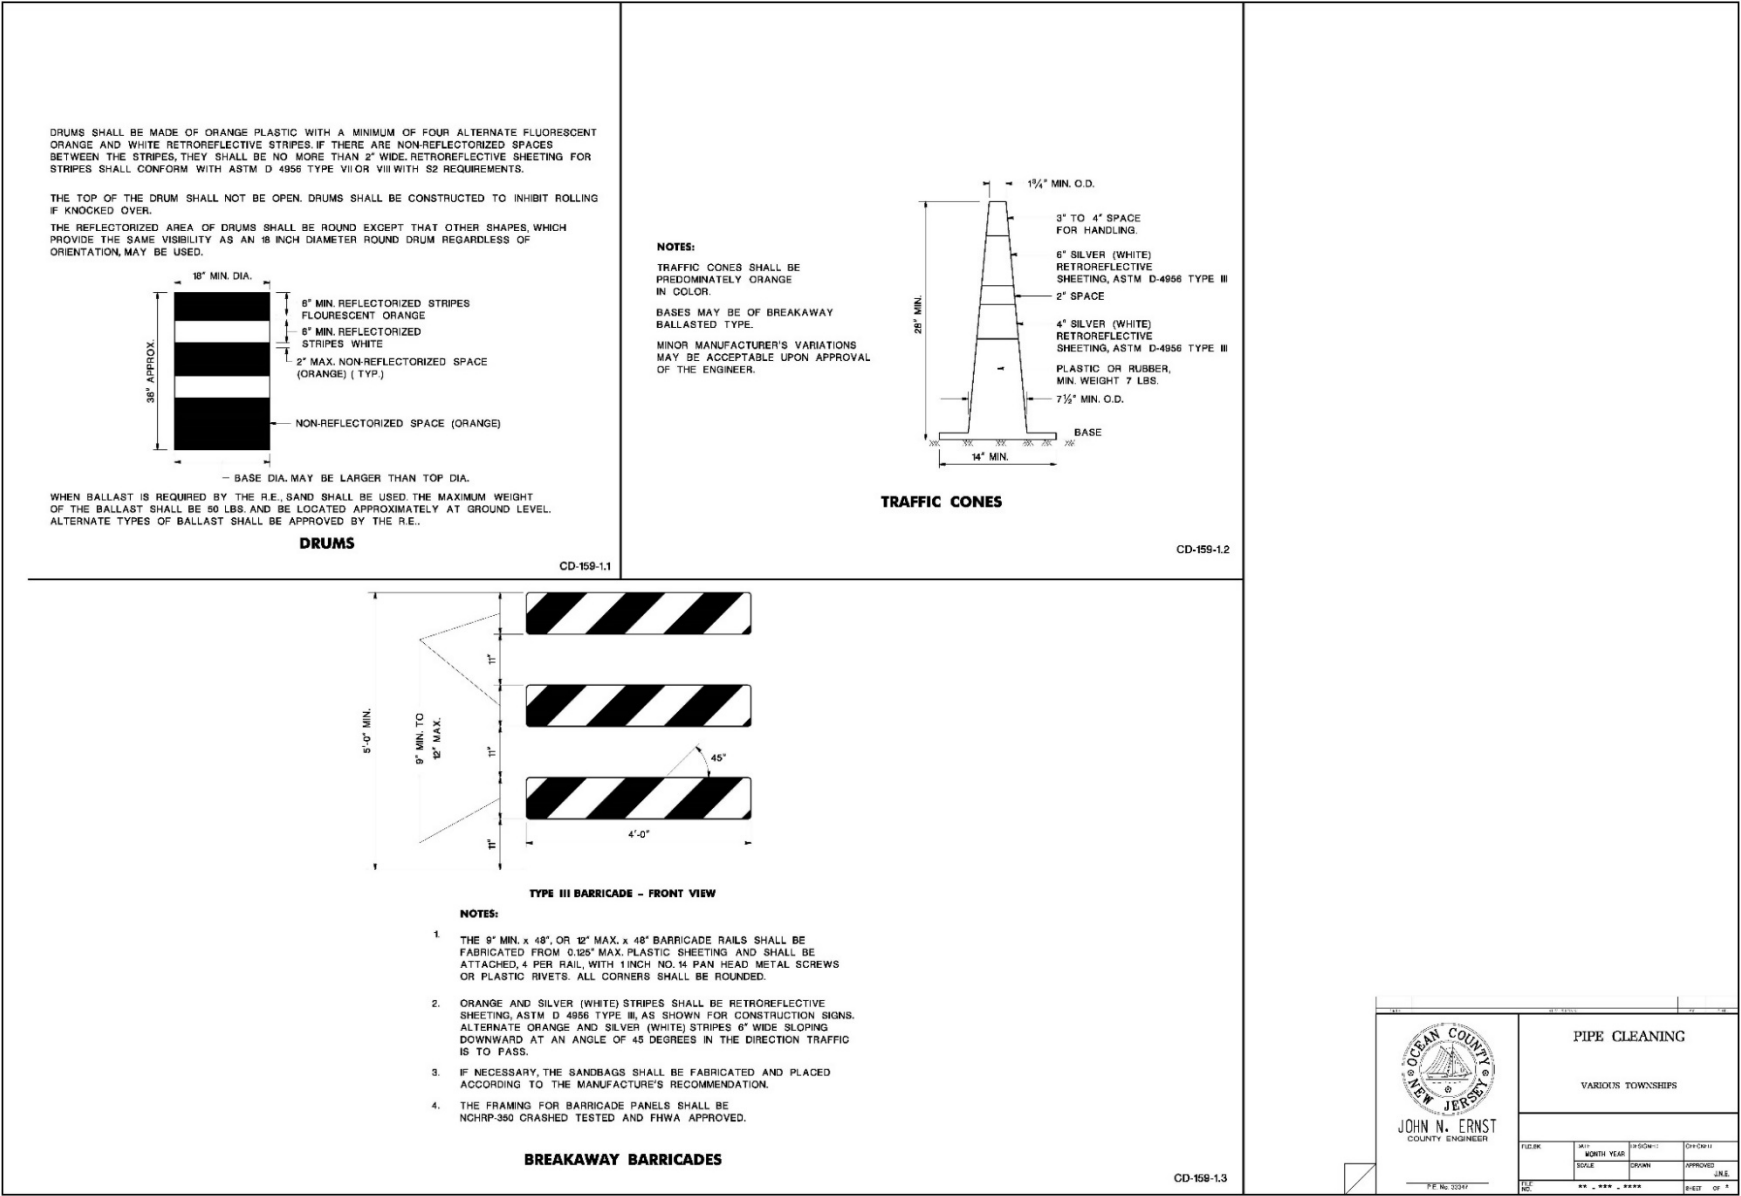 DRUMS SHALL BE MADE OF ORANGE PLASTIC WITH A MINIMUM OF FOUR ALTERNATE FLUORESCENT
ORANGE AND WHITE RETROREFLECTIVE STRIPES. IF THERE ARE NON-REFLECTORIZED SPACES
BETWEEN THE STRIPES, THEY SHALL BE NO MORE THAN 2" WIDE. RETROREFLECTIVE SHEETING FOR
STRIPES SHALL CONFORM WITH ASTM D 4956 TYPE VII OR VIII WITH S2 REQUIREMENTS.
THE TOP OF THE DRUM SHALL NOT BE OPEN. DRUMS SHALL BE CONSTRUCTED TO INHIBIT ROLLING
IF KNOCKED OVER.
THE REFLECTORIZED AREA OF DRUMS SHALL BE ROUND EXCEPT THAT OTHER SHAPES, WHICH
PROVIDE THE SAME VISIBILITY AS AN 18 INCH DIAMETER ROUND DRUM REGARDLESS OF
ORIENTATION, MAY BE USED.
18" MIN. DIA.
36" APPROX.
6" MIN. REFLECTORIZED STRIPES
FLOURESCENT ORANGE
6" MIN. REFLECTORIZED
STRIPES WHITE
2" MAX. NON-REFLECTORIZED SPACE
(ORANGE) ( TYP.)
NON-REFLECTORIZED SPACE (ORANGE)
BASE DIA. MAY BE LARGER THAN TOP DIA.
WHEN BALLAST IS REQUIRED BY THE R.E., SAND SHALL BE USED. THE MAXIMUM WEIGHT
OF THE BALLAST SHALL BE 50 LBS. AND BE LOCATED APPROXIMATELY AT GROUND LEVEL.
ALTERNATE TYPES OF BALLAST SHALL BE APPROVED BY THE R.E..
DRUMS
CD-159-1.1
NOTES:
TRAFFIC CONES SHALL BE
PREDOMINATELY ORANGE
IN COLOR.
BASES MAY BE OF BREAKAWAY
BALLASTED TYPE.
MINOR MANUFACTURER'S VARIATIONS
MAY BE ACCEPTABLE UPON APPROVAL
OF THE ENGINEER.
1¾" MIN. O.D.
3" TO 4" SPACE
FOR HANDLING.
6" SILVER (WHITE)
RETROREFLECTIVE
SHEETING, ASTM D-4956 TYPE III
2" SPACE
28" MIN.
4" SILVER (WHITE)
RETROREFLECTIVE
SHEETING, ASTM D-4956 TYPE III
PLASTIC OR RUBBER,
MIN. WEIGHT 7 LBS.
7½" MIN. O.D.
BASE
14" MIN.
TRAFFIC CONES
CD-159-1.2
5'-0" MIN.
9" MIN. TO
12" MAX.
11"
11"
11"
45°
4'-0"
TYPE III BARRICADE - FRONT VIEW
NOTES:
1. THE 9" MIN. x 48", OR 12" MAX. x 48" BARRICADE RAILS SHALL BE
FABRICATED FROM 0.125" MAX. PLASTIC SHEETING AND SHALL BE
ATTACHED, 4 PER RAIL, WITH 1 INCH NO. 14 PAN HEAD METAL SCREWS
OR PLASTIC RIVETS. ALL CORNERS SHALL BE ROUNDED.
2. ORANGE AND SILVER (WHITE) STRIPES SHALL BE RETROREFLECTIVE
SHEETING, ASTM D 4956 TYPE III, AS SHOWN FOR CONSTRUCTION SIGNS.
ALTERNATE ORANGE AND SILVER (WHITE) STRIPES 6" WIDE SLOPING
DOWNWARD AT AN ANGLE OF 45 DEGREES IN THE DIRECTION TRAFFIC
IS TO PASS.
3. IF NECESSARY, THE SANDBAGS SHALL BE FABRICATED AND PLACED
ACCORDING TO THE MANUFACTURE'S RECOMMENDATION.
4. THE FRAMING FOR BARRICADE PANELS SHALL BE
NCHRP-350 CRASHED TESTED AND FHWA APPROVED.
BREAKAWAY BARRICADES
CD-159-1.3
OCEAN COUNTY
NEW JERSEY
JOHN N. ERNST
COUNTY ENGINEER
P.E. No. 33347
PIPE CLEANING
VARIOUS TOWNSHIPS
DATE
MONTH YEAR
SCALE
DRAWN
APPROVED
J.N.E.
FILE
NO.
** - *** - ****
SHEET OF *